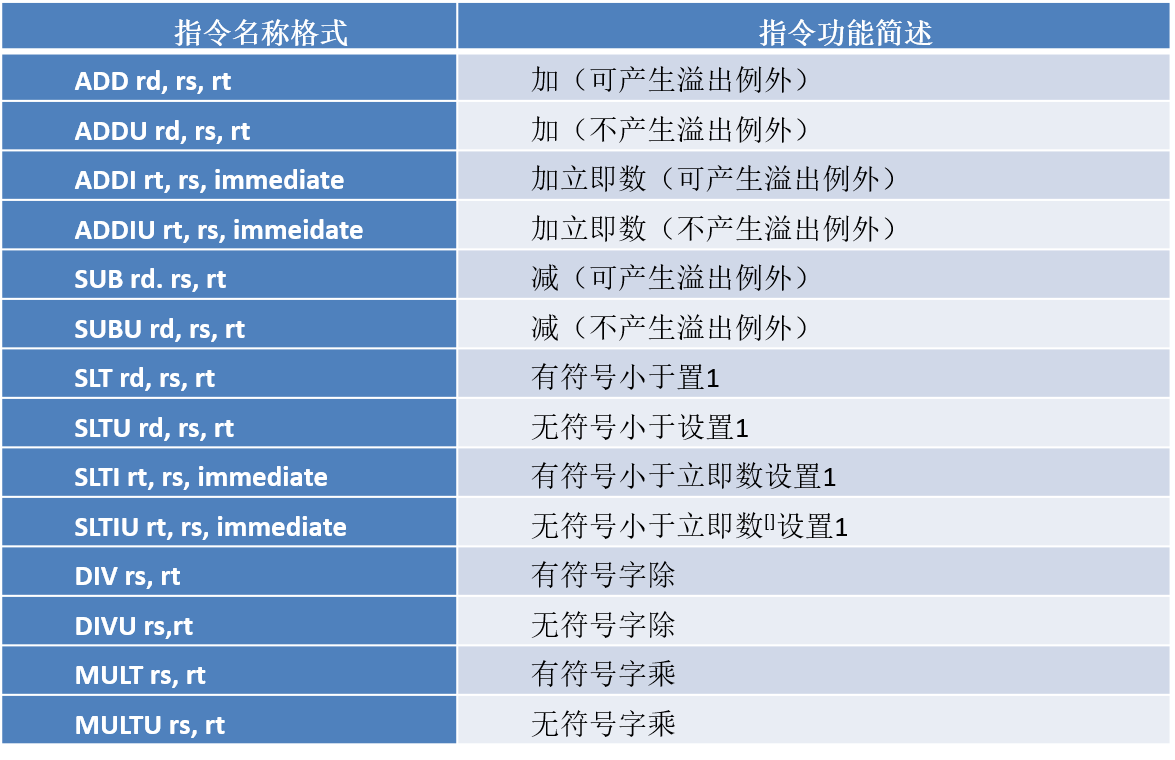 指令名称格式
指令功能简述
ADD rd, rs, rt
加（可产生溢出例外）
ADDU rd, rs, rt
加（不产生溢出例外）
ADDI rt, rs, immediate
加立即数（可产生溢出例外）
ADDIU rt, rs, immeidate
加立即数（不产生溢出例外）
SUB rd. rs, rt
减（可产生溢出例外）
SUBU rd, rs, rt
减（不产生溢出例外）
SLT rd, rs, rt
有符号小于置1
SLTU rd, rs, rt
无符号小于设置1
SLTI rt, rs, immediate
有符号小于立即数设置1
SLTIU rt, rs, immediate
无符号小于立即数[]设置1
DIV rs, rt
有符号字除
DIVU rs,rt
无符号字除
MULT rs, rt
有符号字乘
MULTU rs, rt
无符号字乘